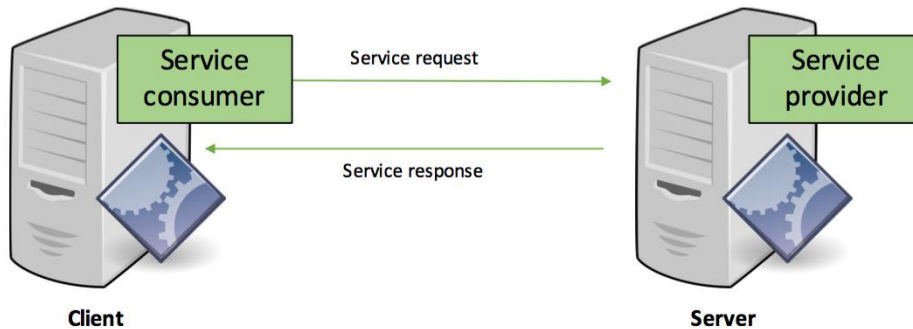 Service
consumer
Service request
Service
provider
Service response
Client
Server